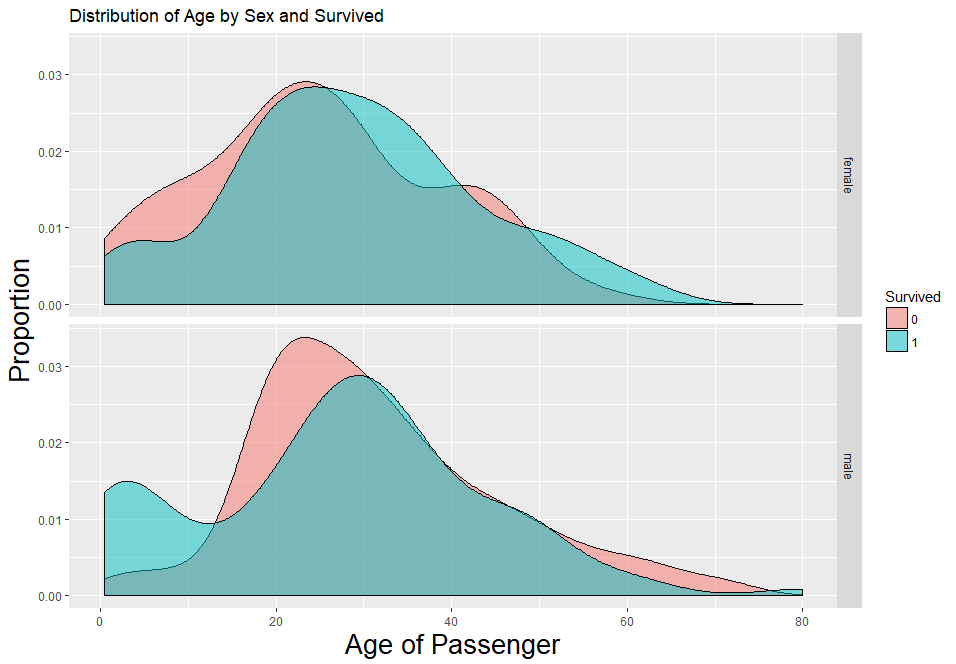 Distribution of Age by Sex and Survived
0.03
0.02
0.01
0.00
female
0.03
0.02
0.01
0.00
male
Proportion
0 20 40 60 80
Age of Passenger
Survived
0
1